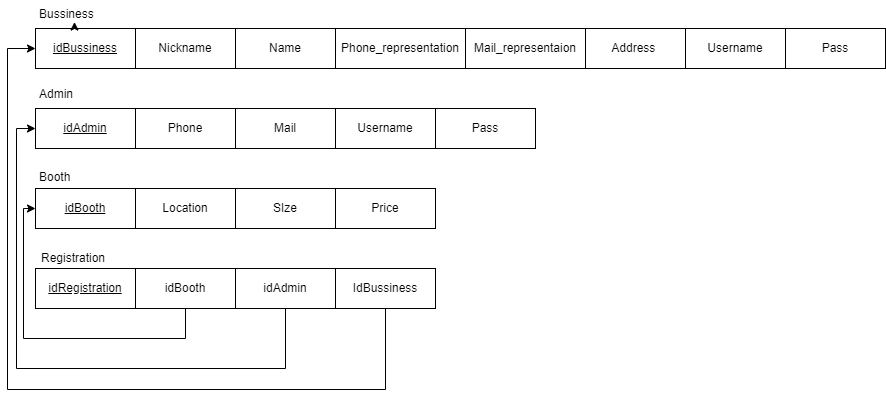 Bussiness
idBussiness Nickname Name Phone_representation Mail_representaion Address Username Pass
Admin
idAdmin Phone Mail Username Pass
Booth
idBooth Location SIze Price
Registration
idRegistration idBooth idAdmin IdBussiness